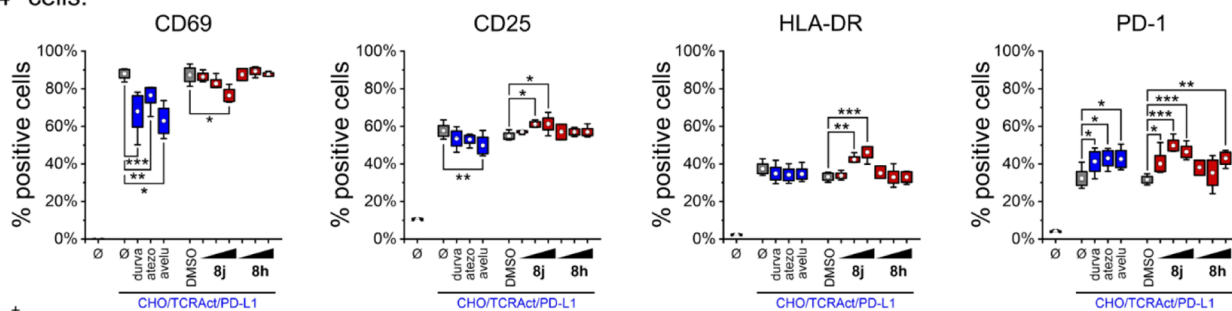 4⁺ cells.
CD69 CD25 HLA-DR PD-1
% positive cells % positive cells % positive cells % positive cells
100% 100% 100% 100%
80% 80% 80% 80%
60% 60% 60% 60%
40% 40% 40% 40%
20% 20% 20% 20%
0% 0% 0% 0%
*** ** * *
** * *
** ***
* * * *** *** **
Ø Ø durva atezo avelu DMSO 8j 8h
Ø Ø durva atezo avelu DMSO 8j 8h
Ø Ø durva atezo avelu DMSO 8j 8h
Ø Ø durva atezo avelu DMSO 8j 8h
CHO/TCRAct/PD-L1 CHO/TCRAct/PD-L1 CHO/TCRAct/PD-L1 CHO/TCRAct/PD-L1
+